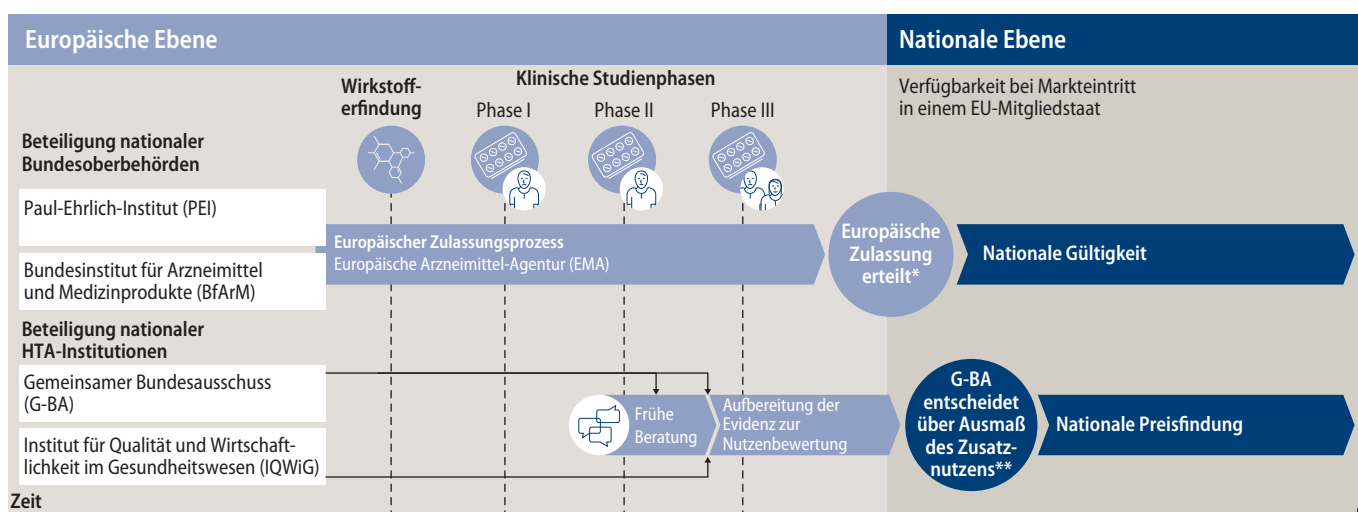 Europäische Ebene
Nationale Ebene
Wirkstoff-
erfindung
Klinische Studienphasen
Phase I
Phase II
Phase III
Verfügbarkeit bei Markteintritt
in einem EU-Mitgliedstaat
Beteiligung nationaler
Bundesoberbehörden
Paul-Ehrlich-Institut (PEI)
Bundesinstitut für Arzneimittel
und Medizinprodukte (BfArM)
Europäischer Zulassungsprozess
Europäische Arzneimittel-Agentur (EMA)
Europäische
Zulassung
erteilt*
Nationale Gültigkeit
Beteiligung nationaler
HTA-Institutionen
Gemeinsamer Bundesausschuss
(G-BA)
Institut für Qualität und Wirtschaft-
lichkeit im Gesundheitswesen (IQWiG)
Frühe
Beratung
Aufbereitung der
Evidenz zur
Nutzenbewertung
G-BA
entscheidet
über Ausmaß
des Zusatz-
nutzens**
Nationale Preisfindung
Zeit